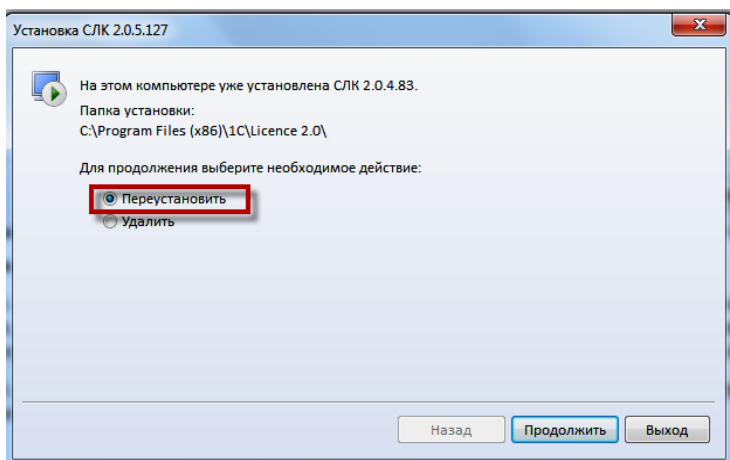 Установка СЛК 2.0.5.127
На этом компьютере уже установлена СЛК 2.0.4.83.
Папка установки:
C:\Program Files (x86)\1C\Licence 2.0\
Для продолжения выберите необходимое действие:
Переустановить
Удалить
Назад Продолжить Выход